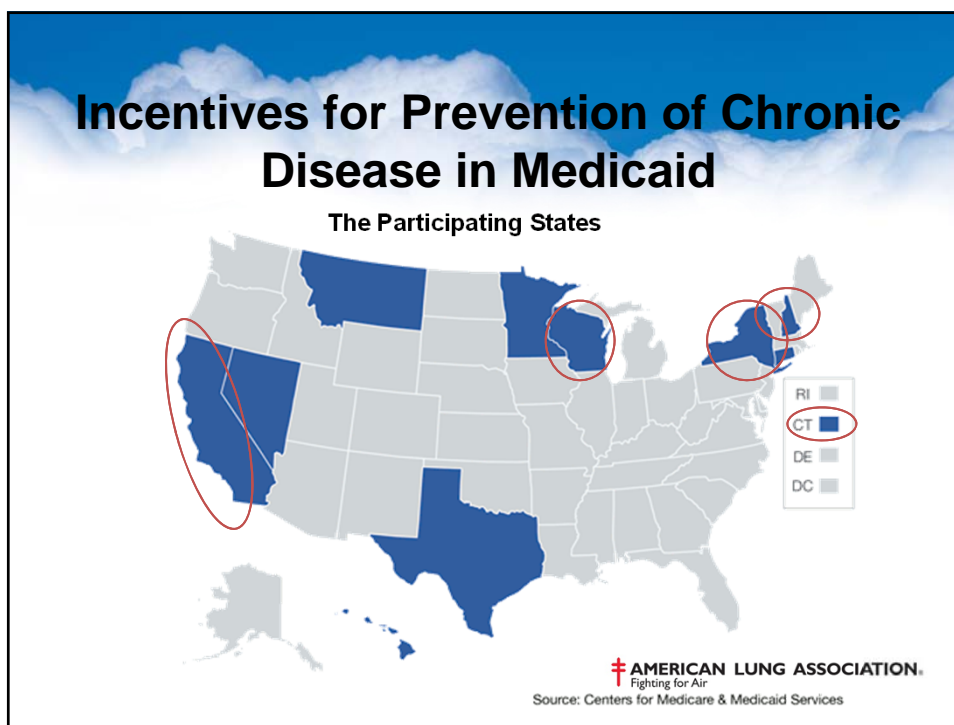 Incentives for Prevention of Chronic
Disease in Medicaid
The Participating States
RI
CT
DE
DC
AMERICAN LUNG ASSOCIATION®
Fighting for Air
Source: Centers for Medicare & Medicaid Services